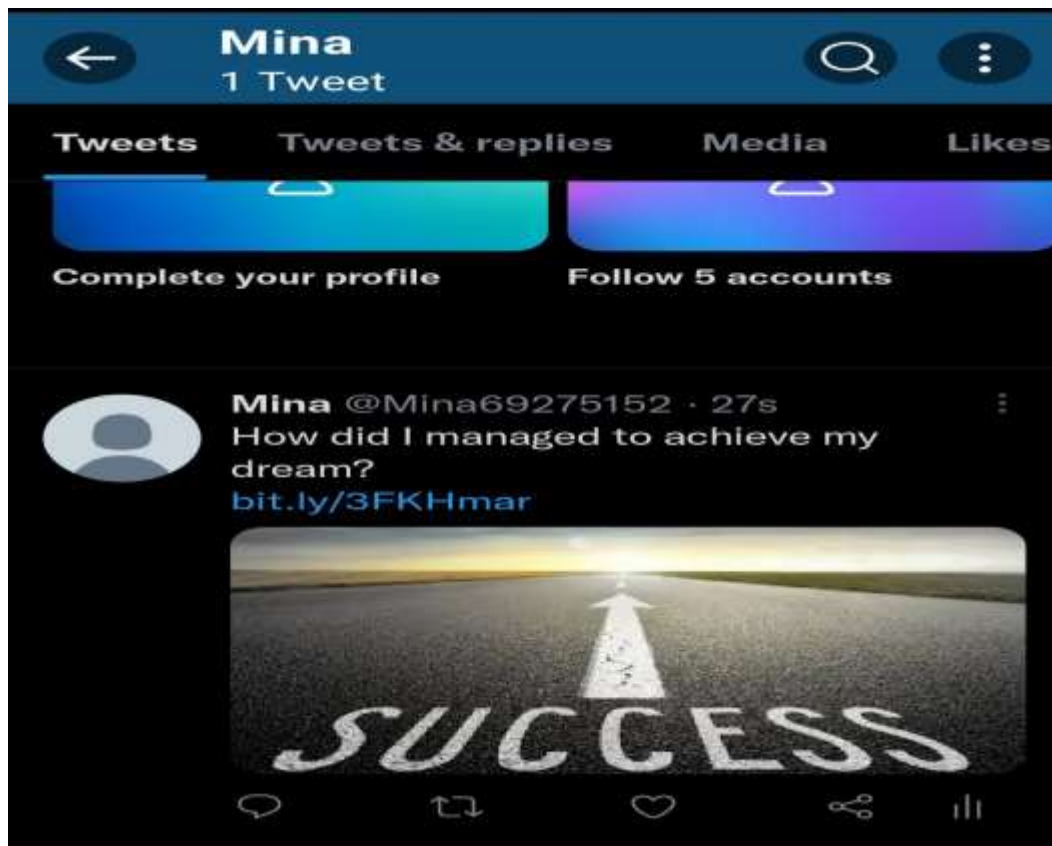 Mina
1 Tweet
Tweets Tweets & replies Media Likes
Complete your profile Follow 5 accounts
Mina @Mina69275152 · 27s
How did I managed to achieve my
dream?
bit.ly/3FKHmar
SUCCESS